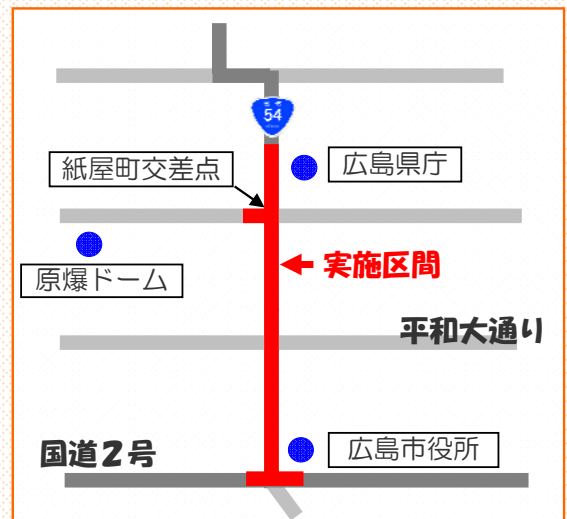 54
広島県庁
紙屋町交差点
実施区間
原爆ドーム
平和大通り
国道2号
広島市役所